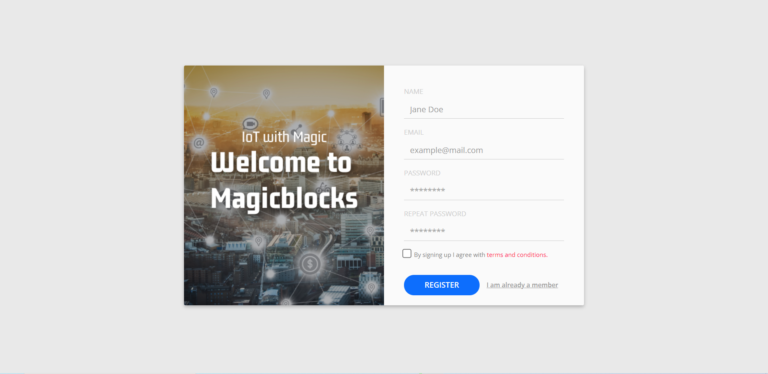 IoT with Magic
Welcome to
Magicblocks
NAME
Jane Doe
EMAIL
example@mail.com
PASSWORD
********
REPEAT PASSWORD
********
By signing up I agree with terms and conditions.
REGISTER
I am already a member